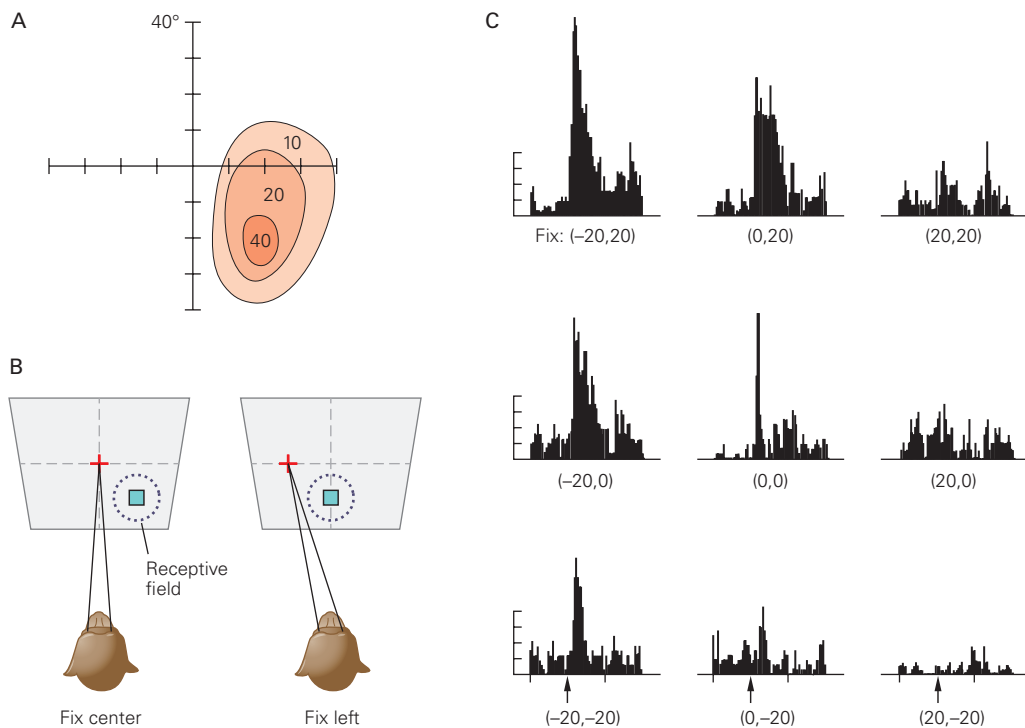 A
40°
10
20
40
B
Receptive
field
Fix center
Fix left
C
Fix: (–20,20)
(0,20)
(20,20)
(–20,0)
(0,0)
(20,0)
(–20,–20)
(0,–20)
(20,–20)